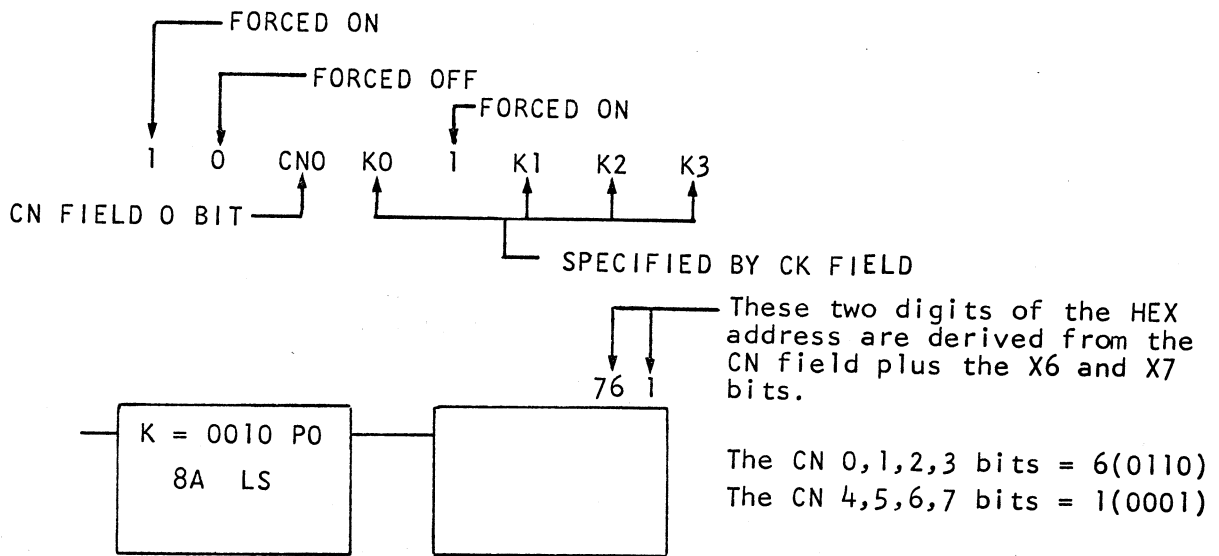 FORCED ON
FORCED OFF
FORCED ON
1 0 CN0 K0 1 K1 K2 K3
CN FIELD 0 BIT
SPECIFIED BY CK FIELD
These two digits of the HEX
address are derived from the
CN field plus the X6 and X7
bits.
76 1
K = 0010 P0
8A LS
The CN 0,1,2,3 bits = 6(0110)
The CN 4,5,6,7 bits = 1(0001)